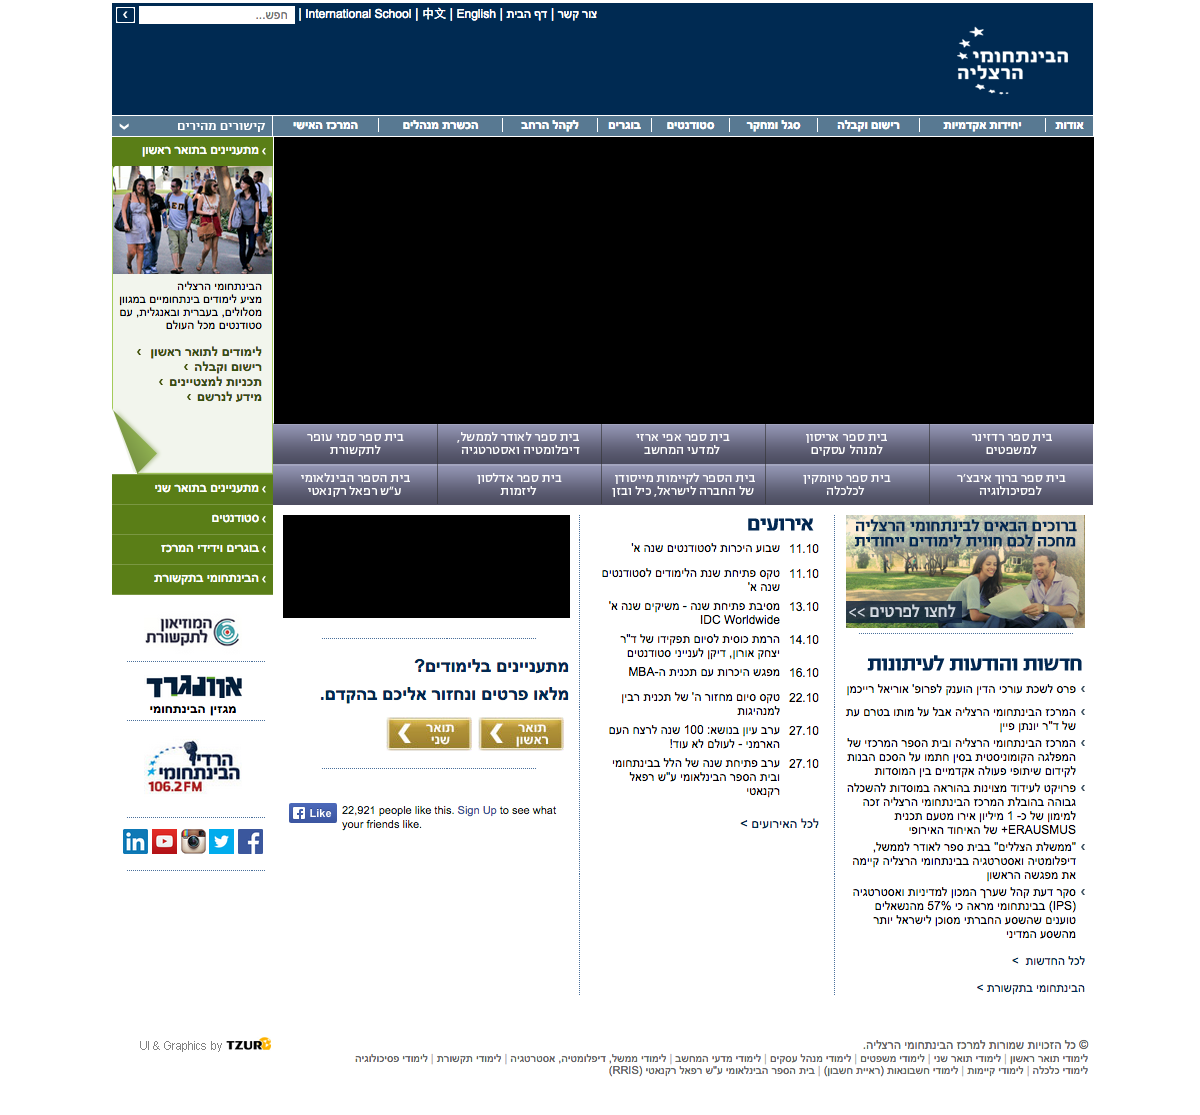 צור קשר | דף הבית | English | 中文 | International School |
חפש...
הבינתחומי
הרצליה
אודות
יחידות אקדמיות
רישום וקבלה
סגל ומחקר
סטודנטים
בוגרים
לקהל הרחב
הכשרת מנהלים
המרכז האישי
קישורים מהירים
מתעניינים בתואר ראשון
הבינתחומי הרצליה
מציע לימודים בינתחומיים במגוון
מסלולים, בעברית ובאנגלית, עם
סטודנטים מכל העולם
לימודים לתואר ראשון
רישום וקבלה
תכניות למצטיינים
מידע לנרשם
מתעניינים בתואר שני
סטודנטים
בוגרים וידידי המרכז
הבינתחומי בתקשורת
בית ספר רדזינר
למשפטים
בית ספר אריסון
למנהל עסקים
בית ספר אפי ארזי
למדעי המחשב
בית ספר לאודר לממשל,
דיפלומטיה ואסטרטגיה
בית ספר סמי עופר
לתקשורת
בית ספר ברוך איבצ'ר
לפסיכולוגיה
בית ספר טיומקין
לכלכלה
בית הספר לקיימות מייסודן
של החברה לישראל, כיל ובזן
בית ספר אדלסון
ליזמות
בית הספר הבינלאומי
ע"ש רפאל רקנאטי
ברוכים הבאים לבינתחומי הרצליה
מחכה לכם חווית לימודים ייחודית
לחצו לפרטים >>
חדשות והודעות לעיתונות
פרס לשכת עורכי הדין הוענק לפרופ' אוריאל רייכמן
המרכז הבינתחומי הרצליה אבל על מותו בטרם עת
של ד"ר יונתן פיין
המרכז הבינתחומי הרצליה ובית הספר המרכזי של
המפלגה הקומוניסטית בסין חתמו על הסכם הבנות
לקידום שיתופי פעולה אקדמיים בין המוסדות
פרויקט לעידוד מצוינות בהוראה במוסדות להשכלה
גבוהה בהובלת המרכז הבינתחומי הרצליה זכה
למימון של כ- 1 מיליון אירו מטעם תכנית
ERAUSMUS+ של האיחוד האירופי
"ממשלת הצללים" בבית ספר לאודר לממשל,
דיפלומטיה ואסטרטגיה בבינתחומי הרצליה קיימה
את מפגשה הראשון
סקר דעת קהל שערך המכון למדיניות ואסטרטגיה
(IPS) בבינתחומי מראה כי 57% מהנשאלים
טוענים שהשסע החברתי מסוכן לישראל יותר
מהשסע המדיני
לכל החדשות >
הבינתחומי בתקשורת >
אירועים
11.10 שבוע היכרות לסטודנטים שנה א'
11.10 טקס פתיחת שנת הלימודים לסטודנטים
שנה א'
13.10 מסיבת פתיחת שנה - משיקים שנה א'
IDC Worldwide
14.10 הרמת כוסית לסיום תפקידו של ד"ר
יצחק אורון, דיקן לענייני סטודנטים
16.10 מפגש היכרות עם תכנית ה-MBA
22.10 טקס סיום מחזור ה' של תכנית רבין
למנהיגות
27.10 ערב עיון בנושא: 100 שנה לרצח העם
הארמני - לעולם לא עוד!
27.10 ערב פתיחת שנה של הלל בבינתחומי
ובית הספר הבינלאומי ע"ש רפאל
רקנאטי
לכל האירועים >
מתעניינים בלימודים?
מלאו פרטים ונחזור אליכם בהקדם.
תואר
ראשון
תואר
שני
Like 22,921 people like this. Sign Up to see what
your friends like.
המוזיאון
לתקשורת
אוונגרד
מגזין הבינתחומי
הרדיו
הבינתחומי
106.2FM
© כל הזכויות שמורות למרכז הבינתחומי הרצליה.
לימודי תואר ראשון | לימודי תואר שני | לימודי משפטים | לימודי מנהל עסקים | לימודי מדעי המחשב | לימודי ממשל, דיפלומטיה, אסטרטגיה | לימודי תקשורת | לימודי פסיכולוגיה
לימודי כלכלה | לימודי קיימות | לימודי חשבונאות (ראיית חשבון) | בית הספר הבינלאומי ע"ש רפאל רקנאטי (RRIS)
UI & Graphics by TZUR